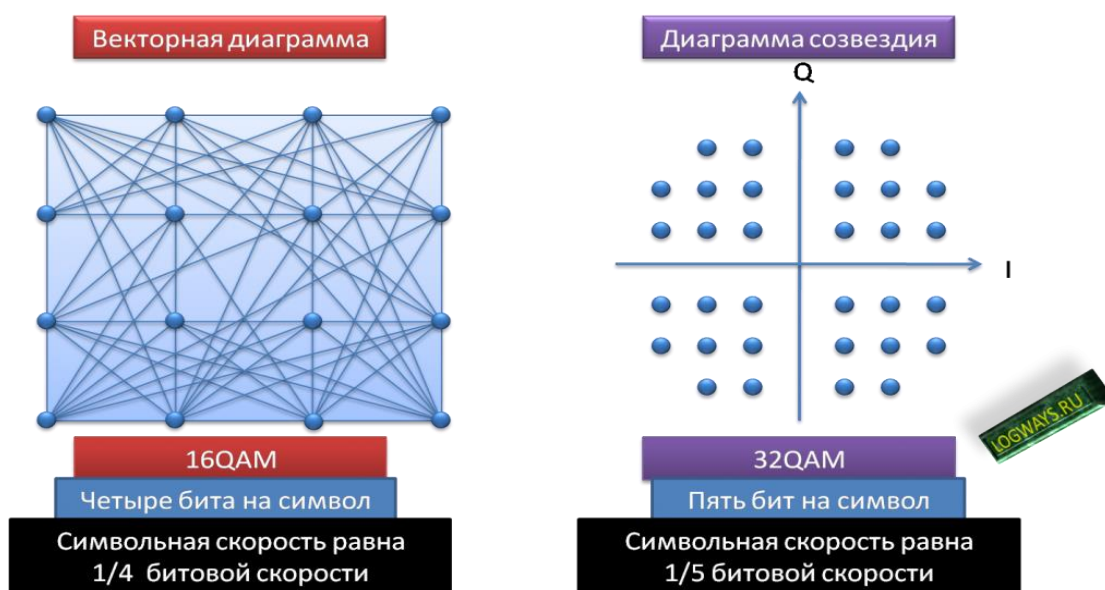 Векторная диаграмма
Диаграмма созвездия
Q
I
LOGWAYS.RU
16QAM
Четыре бита на символ
Символьная скорость равна
1/4 битовой скорости
32QAM
Пять бит на символ
Символьная скорость равна
1/5 битовой скорости